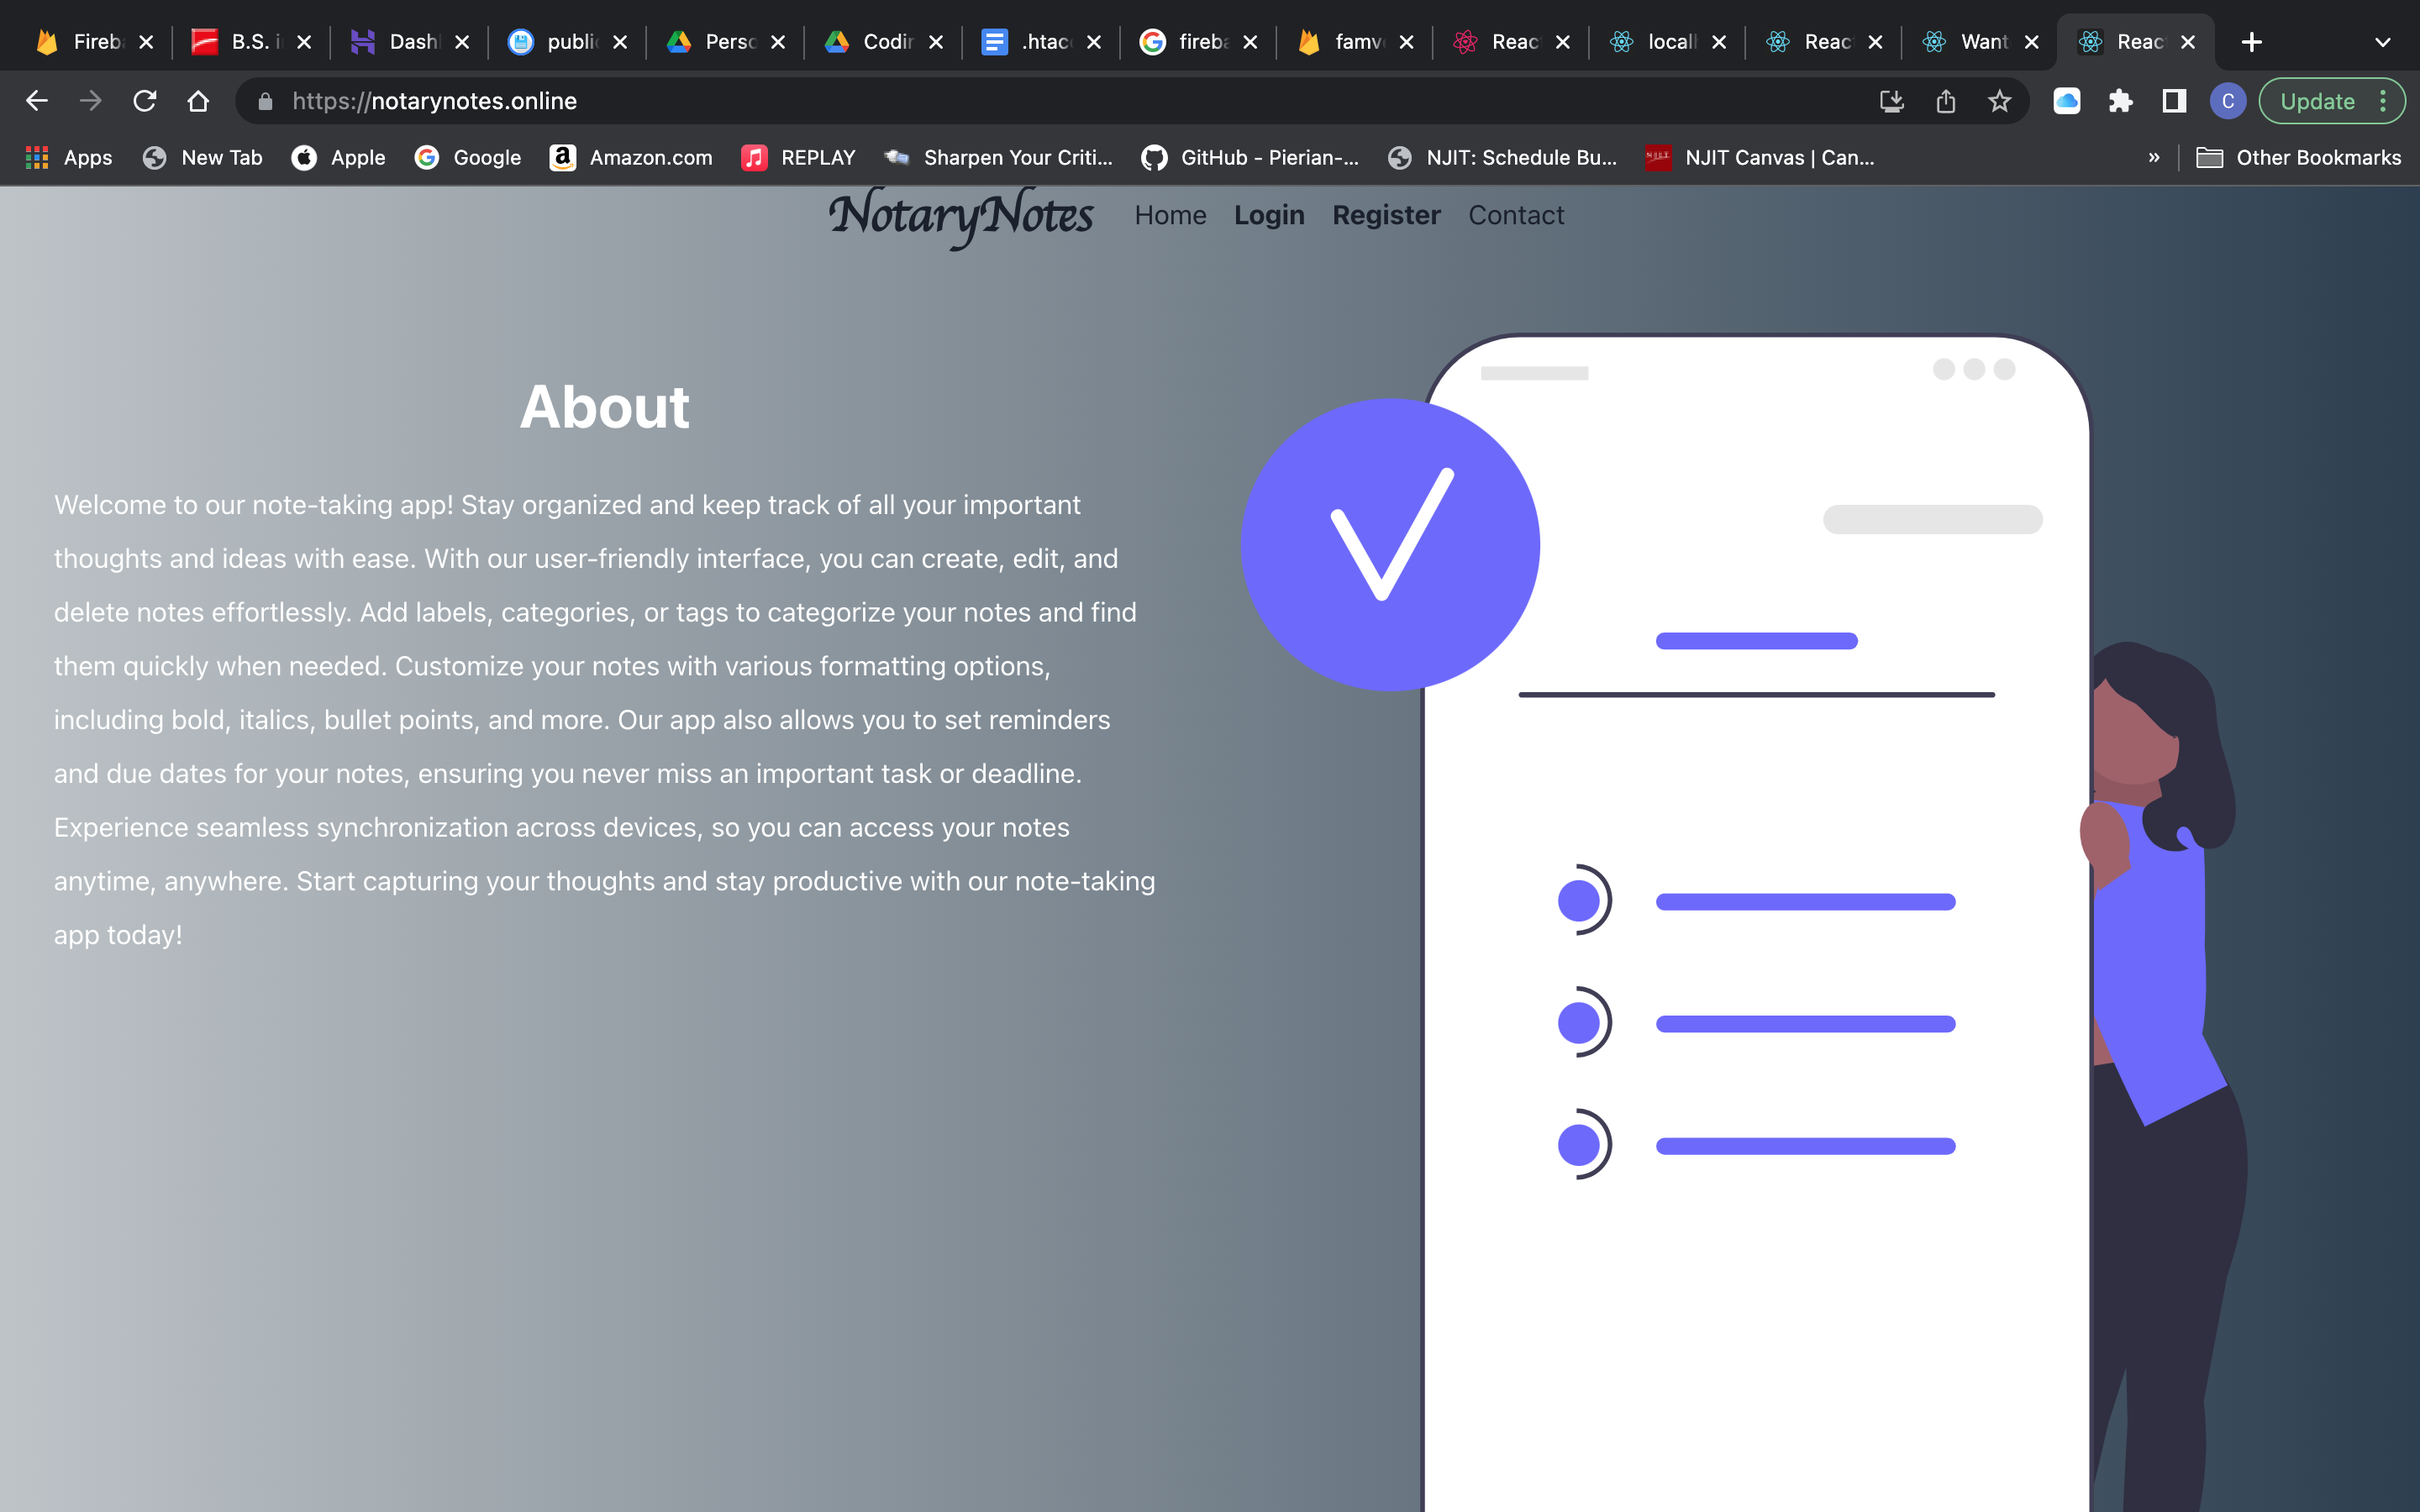 Fireb
B.S. i
Dash
publi
Perso
Codin
.htac
fireba
famv
Reac
local
Reac
Want
Reac
https://notarynotes.online
C
Update
Apps
New Tab
Apple
Google
Amazon.com
REPLAY
Sharpen Your Criti...
GitHub - Pierian-...
NJIT: Schedule Bu...
NJIT Canvas | Can...
»
Other Bookmarks
NotaryNotes
Home
Login
Register
Contact
About
Welcome to our note-taking app! Stay organized and keep track of all your important
thoughts and ideas with ease. With our user-friendly interface, you can create, edit, and
delete notes effortlessly. Add labels, categories, or tags to categorize your notes and find
them quickly when needed. Customize your notes with various formatting options,
including bold, italics, bullet points, and more. Our app also allows you to set reminders
and due dates for your notes, ensuring you never miss an important task or deadline.
Experience seamless synchronization across devices, so you can access your notes
anytime, anywhere. Start capturing your thoughts and stay productive with our note-taking
app today!